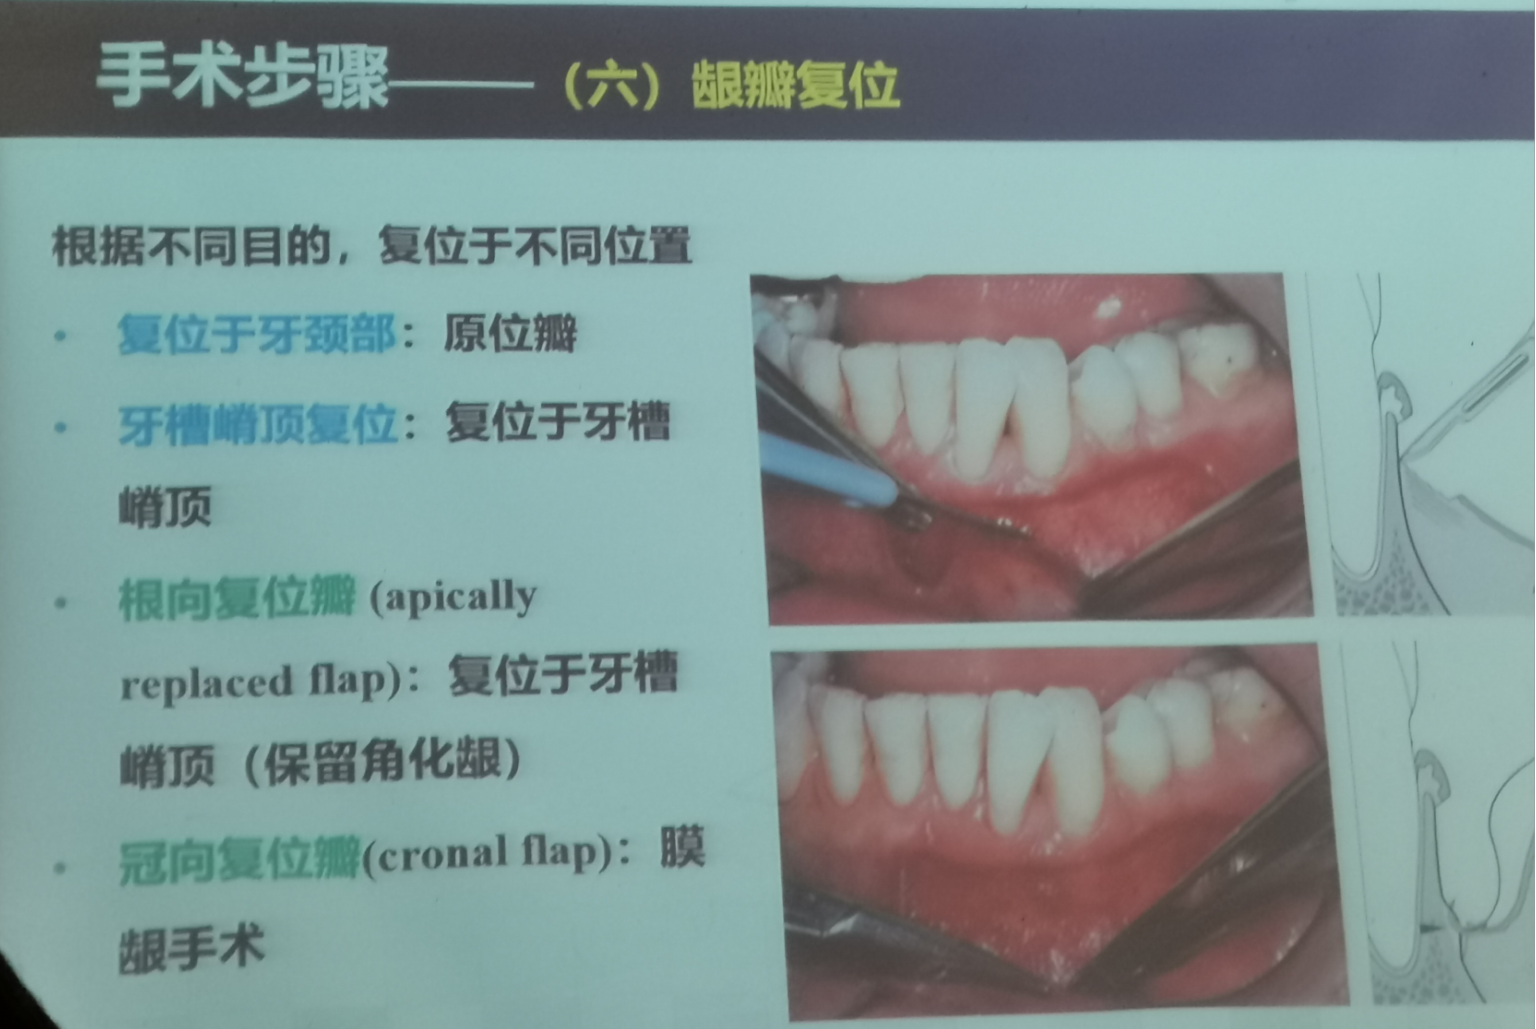 手术步骤——（六）龈瓣复位
根据不同目的，复位于不同位置
• 复位于牙颈部：原位瓣
• 牙槽嵴顶复位：复位于牙槽
嵴顶
• 根向复位瓣 (apically
replaced flap)：复位于牙槽
嵴顶（保留角化龈）
• 冠向复位瓣(cronal flap)：膜
龈手术